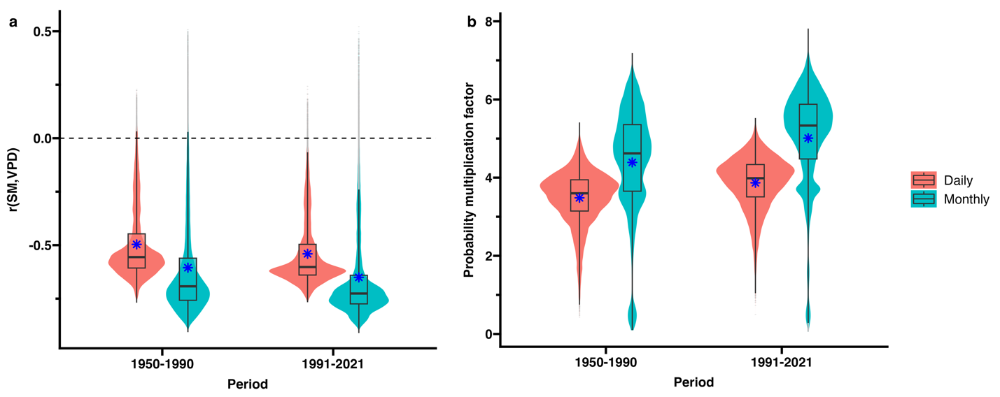 a
0.5
0.0
-0.5
r(SM,VPD)
1950-1990
1991-2021
Period
b
8
6
4
2
0
Probability multiplication factor
1950-1990
1991-2021
Period
Daily
Monthly